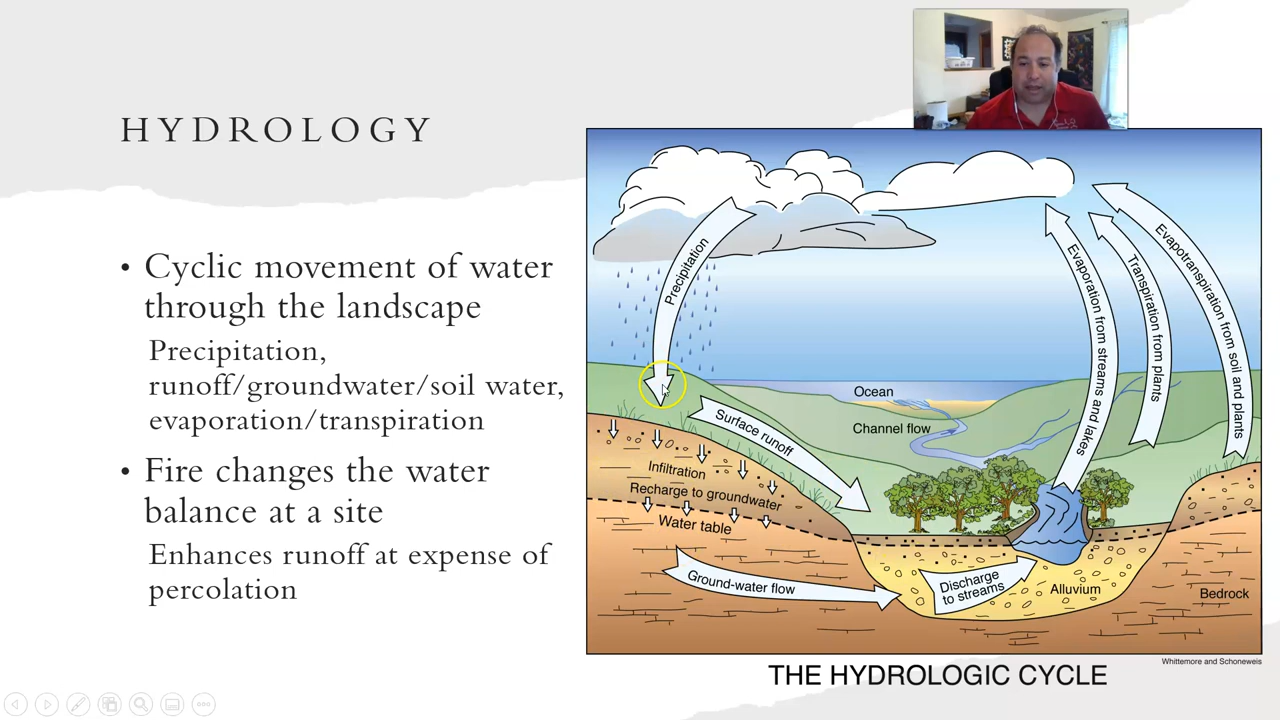 HYDROLOGY
• Cyclic movement of water
through the landscape
Precipitation,
runoff/groundwater/soil water,
evaporation/transpiration
• Fire changes the water
balance at a site
Enhances runoff at expense of
percolation
Precipitation
Evaporation from streams and lakes
Transpiration from plants
Evapotranspiration from soil and plants
Ocean
Channel flow
Surface runoff
Infiltration
Recharge to groundwater
Water table
Ground-water flow
Discharge
to streams
Alluvium
Bedrock
Whittemore and Schoneweis
THE HYDROLOGIC CYCLE